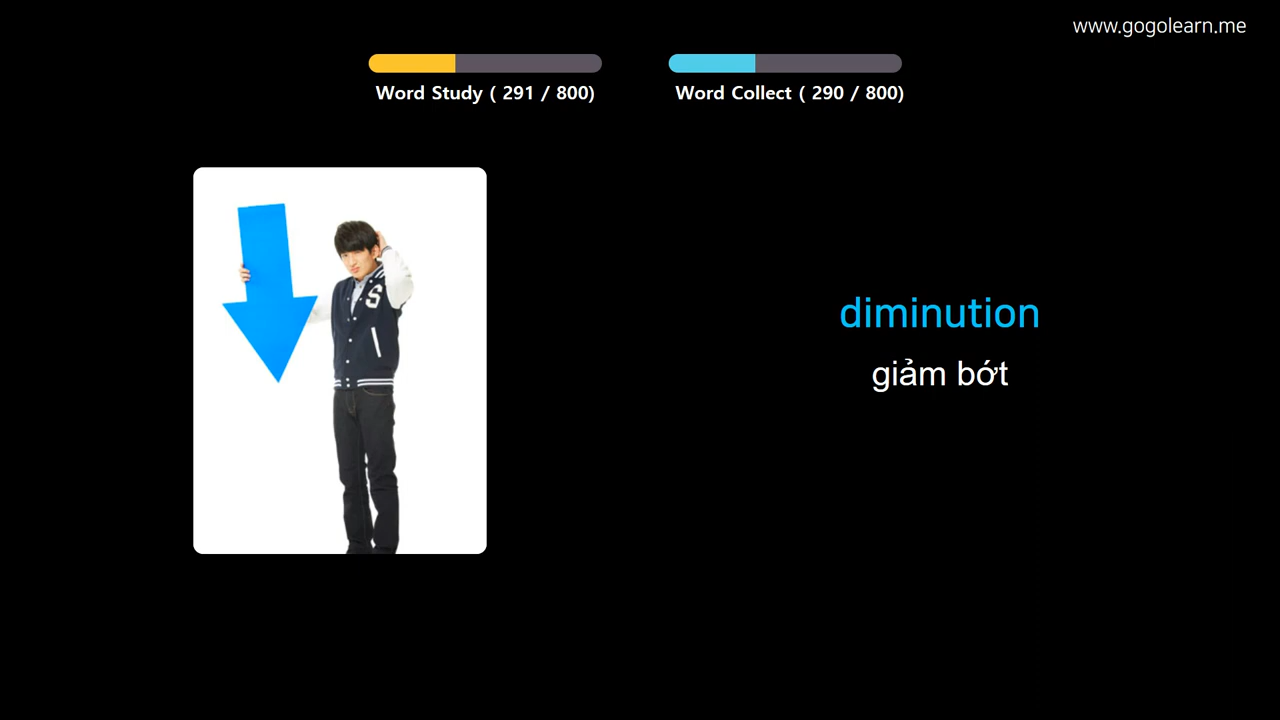 www.gogolearn.me
Word Study ( 291 / 800)
Word Collect ( 290 / 800)
S
diminution
giảm bớt